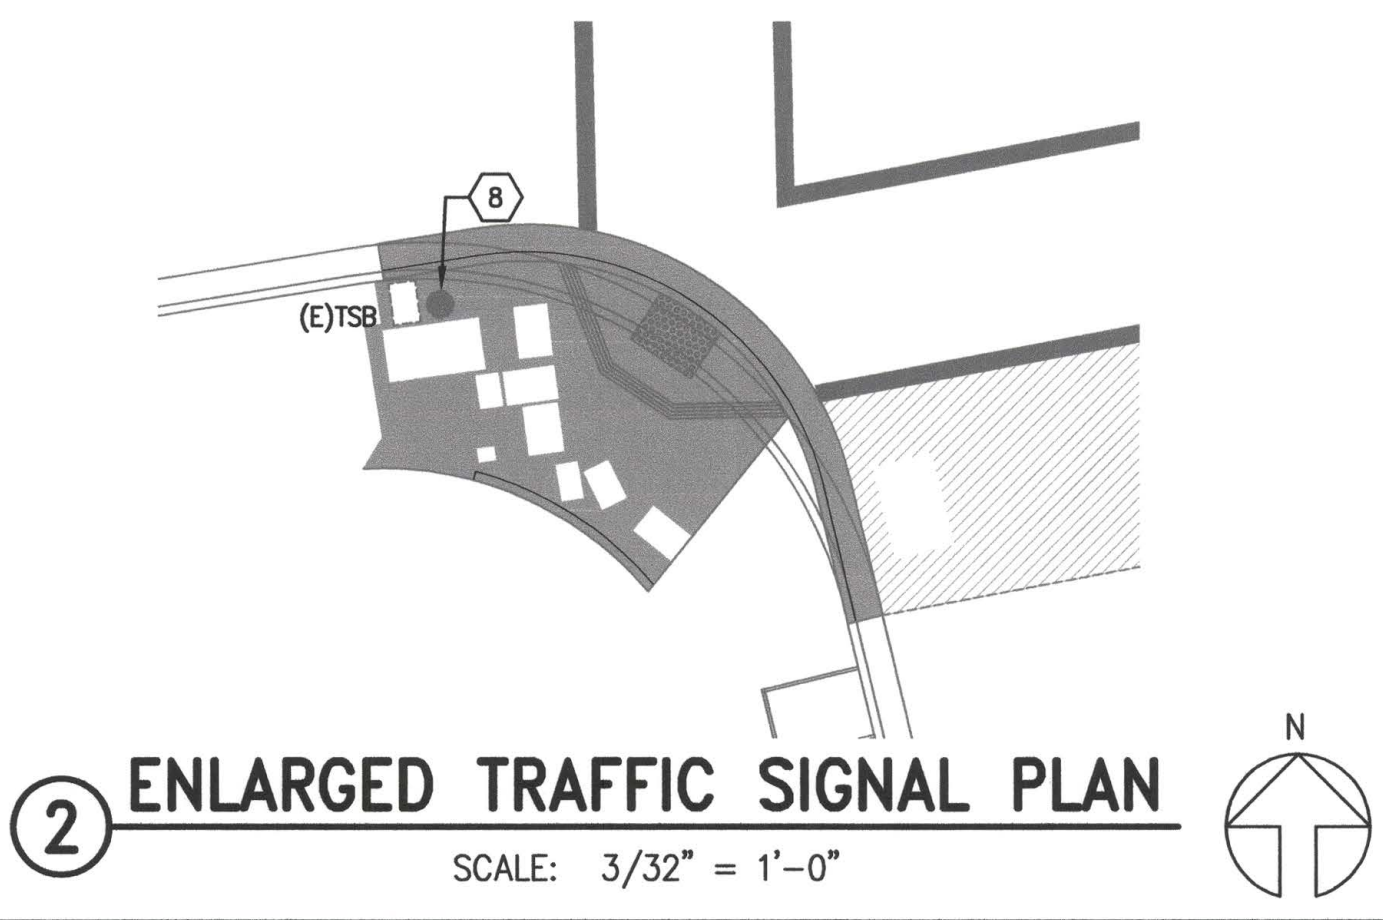 8
(E)TSB
N
2
ENLARGED TRAFFIC SIGNAL PLAN
SCALE: 3/32" = 1'-0"